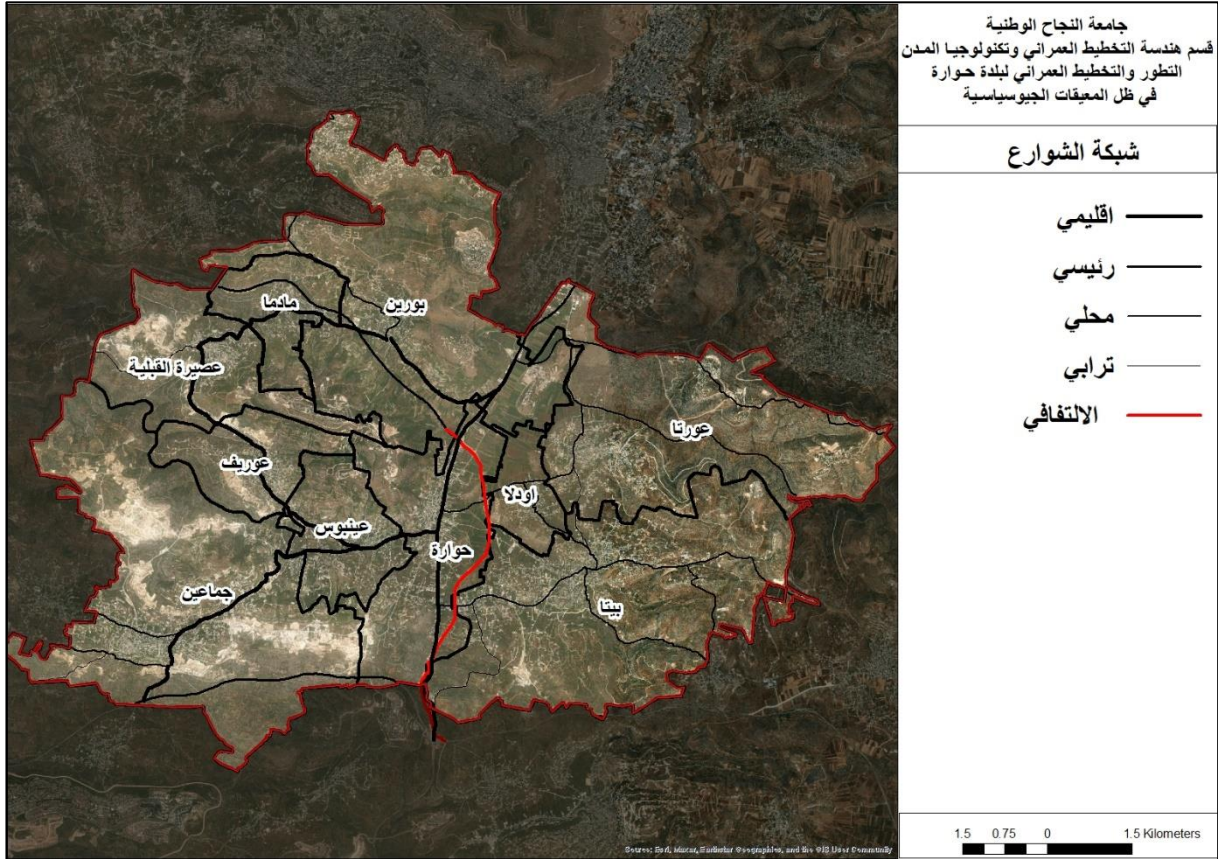 جامعة النجاح الوطنية
قسم هندسة التخطيط العمراني وتكنولوجيا المدن
التطور والتخطيط العمراني لبلدة حوارة
في ظل المعيقات الجيوسياسية
شبكة الشوارع
اقليمي
رئيسي
محلي
ترابي
الالتفافي
بورين
مادما
عصيرة القبلية
عورتا
عوريف
اودلا
عينبوس
حوارة
جماعين
بيتا
1.5 0.75 0 1.5 Kilometers
Source: Esri, Maxar, Earthstar Geographics, and the GIS User Community